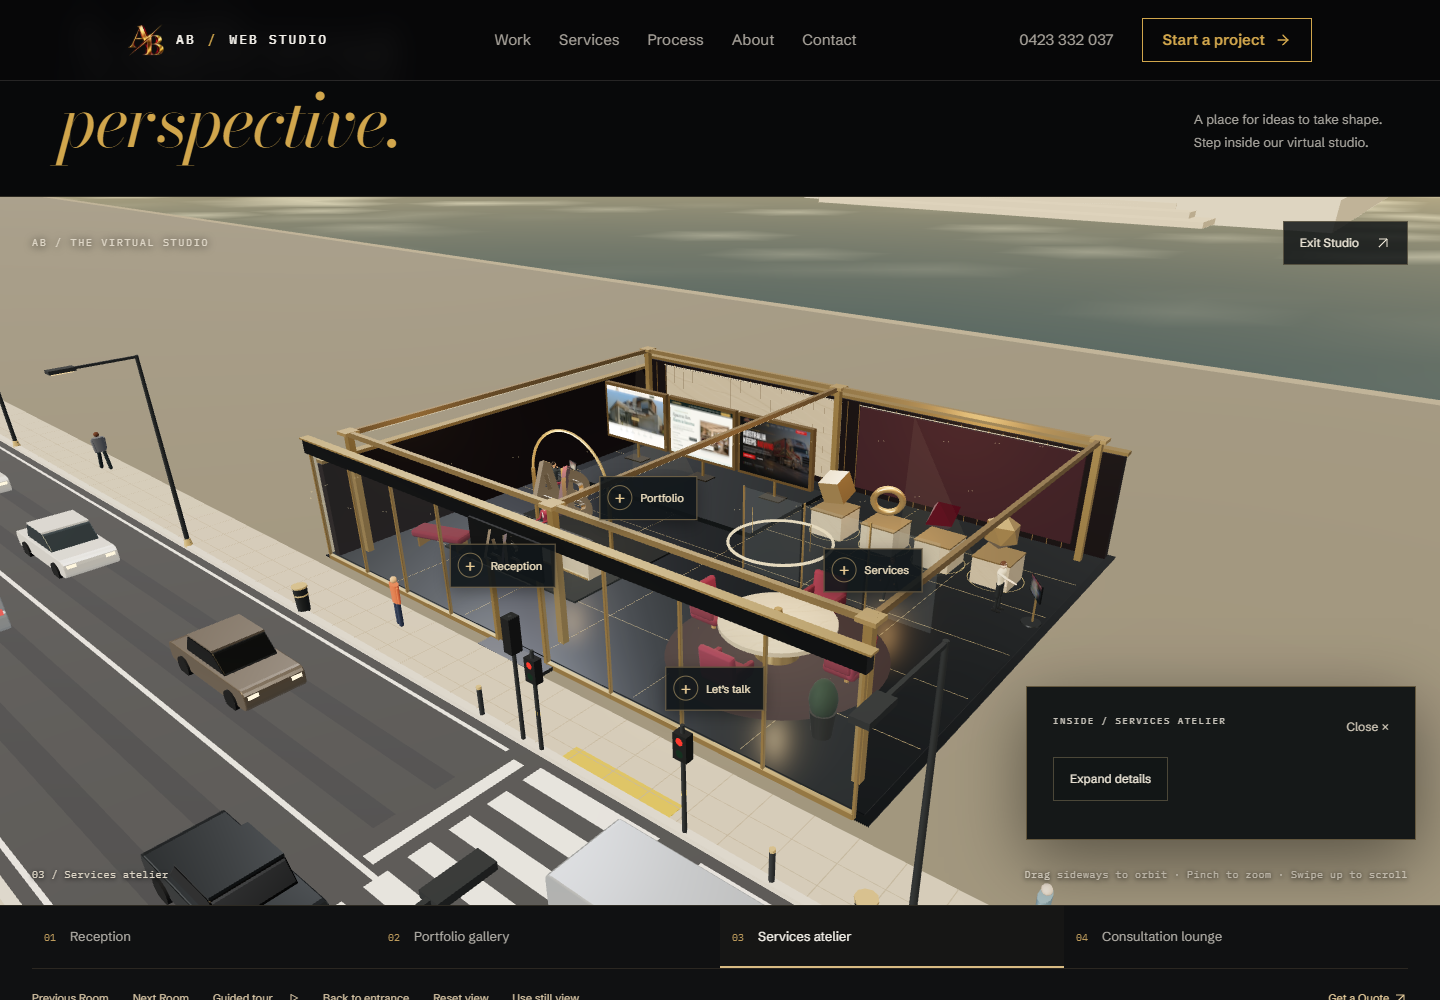 AB
AB / WEB STUDIO
Work
Services
Process
About
Contact
0423 332 037
Start a project
perspective.
A place for ideas to take shape.
Step inside our virtual studio.
AB / THE VIRTUAL STUDIO
Exit Studio
AUSTRALIA
+ Portfolio
+ Reception
+ Services
+ Let's talk
INSIDE / SERVICES ATELIER
Close ×
Expand details
03 / Services atelier
Drag sideways to orbit · Pinch to zoom · Swipe up to scroll
01 Reception
02 Portfolio gallery
03 Services atelier
04 Consultation lounge
Previous Room
Next Room
Guided tour
Back to entrance
Reset view
Use still view
Get a Quote